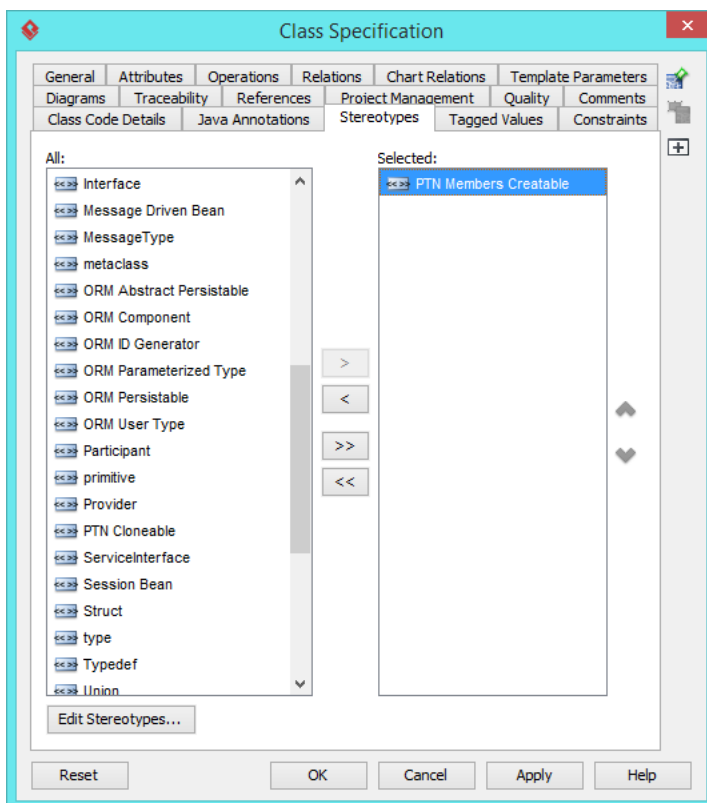 Class Specification
General Attributes Operations Relations Chart Relations Template Parameters
Diagrams Traceability References Project Management Quality Comments
Class Code Details Java Annotations Stereotypes Tagged Values Constraints
All: Selected:
<<>> Interface <<>> PTN Members Creatable
<<>> Message Driven Bean
<<>> MessageType
<<>> metaclass
<<>> ORM Abstract Persistable
<<>> ORM Component
<<>> ORM ID Generator
<<>> ORM Parameterized Type
>
<<>> ORM Persistable
<
<<>> ORM User Type
<<>> Participant
>>
<<>> primitive
<<
<<>> Provider
<<>> PTN Cloneable
<<>> ServiceInterface
<<>> Session Bean
<<>> Struct
<<>> type
<<>> Typedef
<<>> Union
Edit Stereotypes...
Reset OK Cancel Apply Help